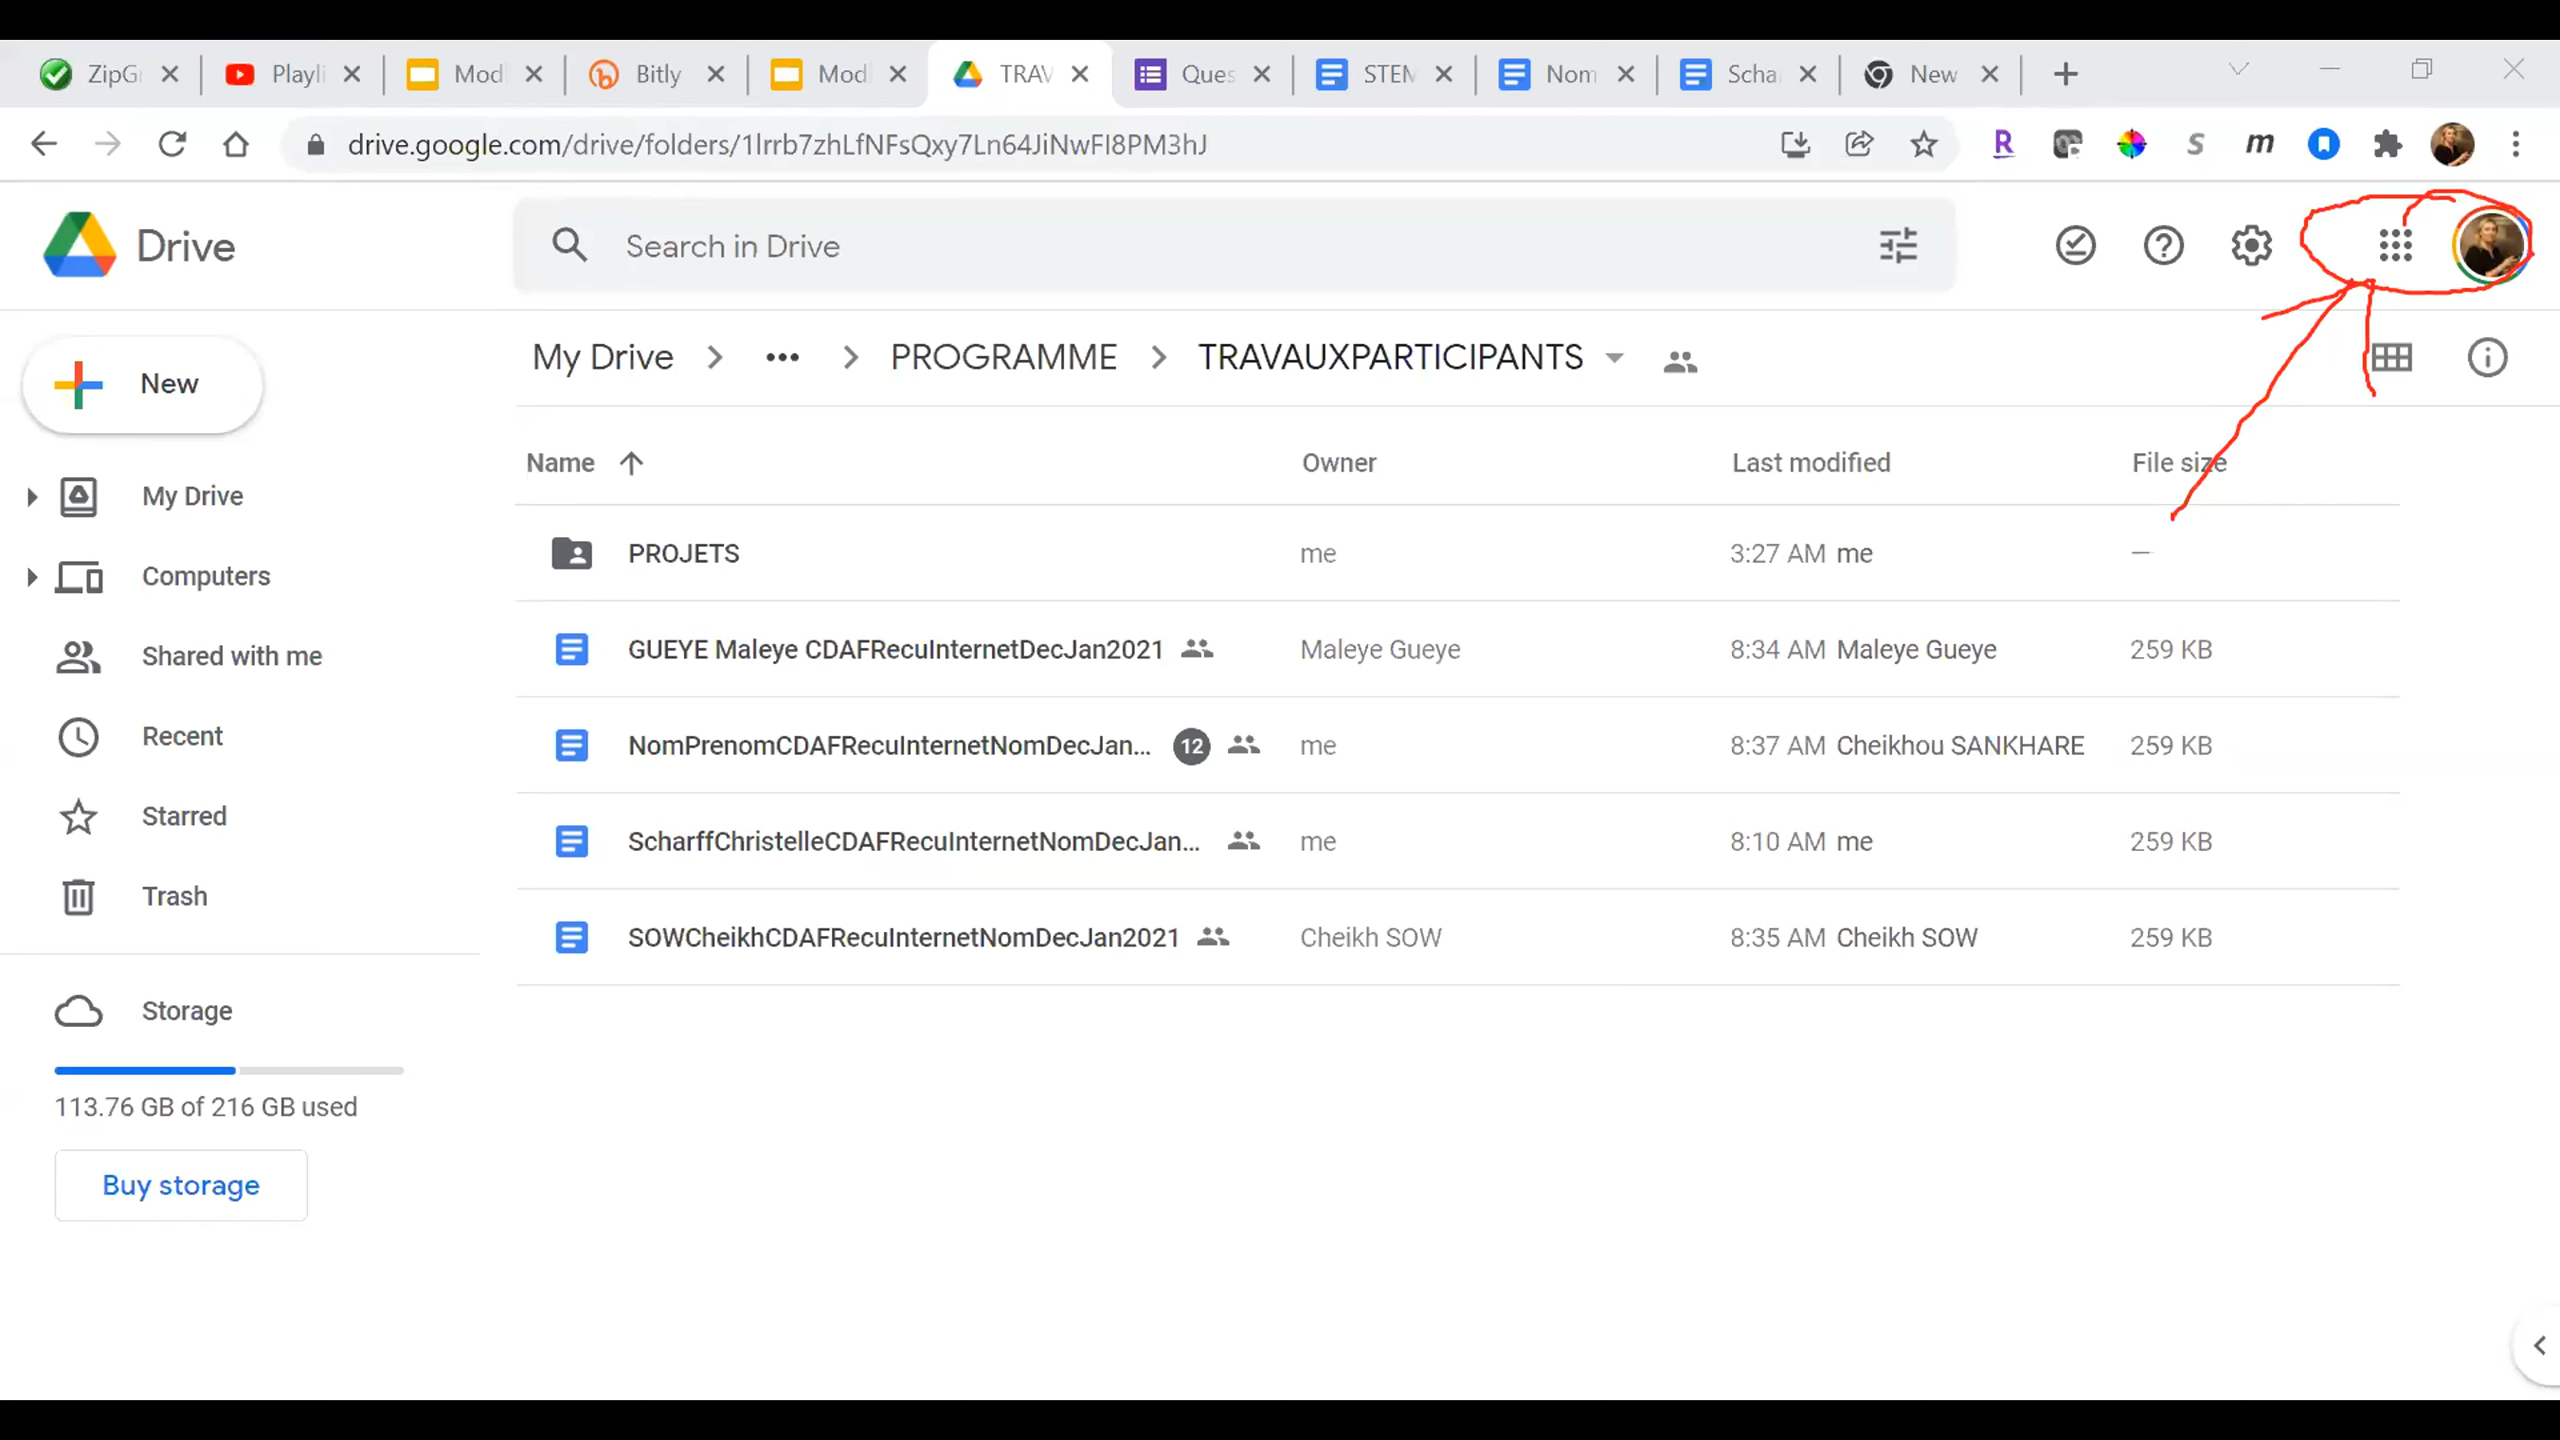 ZipGr Playli Modl Bitly Modl TRAV Ques STEM Nom Scha New
drive.google.com/drive/folders/1lrrb7zhLfNFsQxy7Ln64JiNwFI8PM3hJ
R S m
Drive Search in Drive
My Drive ••• PROGRAMME TRAVAUXPARTICIPANTS
New
Name Owner Last modified File size
My Drive
Computers
Shared with me
Recent
Starred
Trash
Storage
113.76 GB of 216 GB used
Buy storage
PROJETS me 3:27 AM me —
GUEYE Maleye CDAFRecuInternetDecJan2021 Maleye Gueye 8:34 AM Maleye Gueye 259 KB
NomPrenomCDAFRecuInternetNomDecJan... 12 me 8:37 AM Cheikhou SANKHARE 259 KB
ScharffChristelleCDAFRecuInternetNomDecJan... me 8:10 AM me 259 KB
SOWCheikhCDAFRecuInternetNomDecJan2021 Cheikh SOW 8:35 AM Cheikh SOW 259 KB